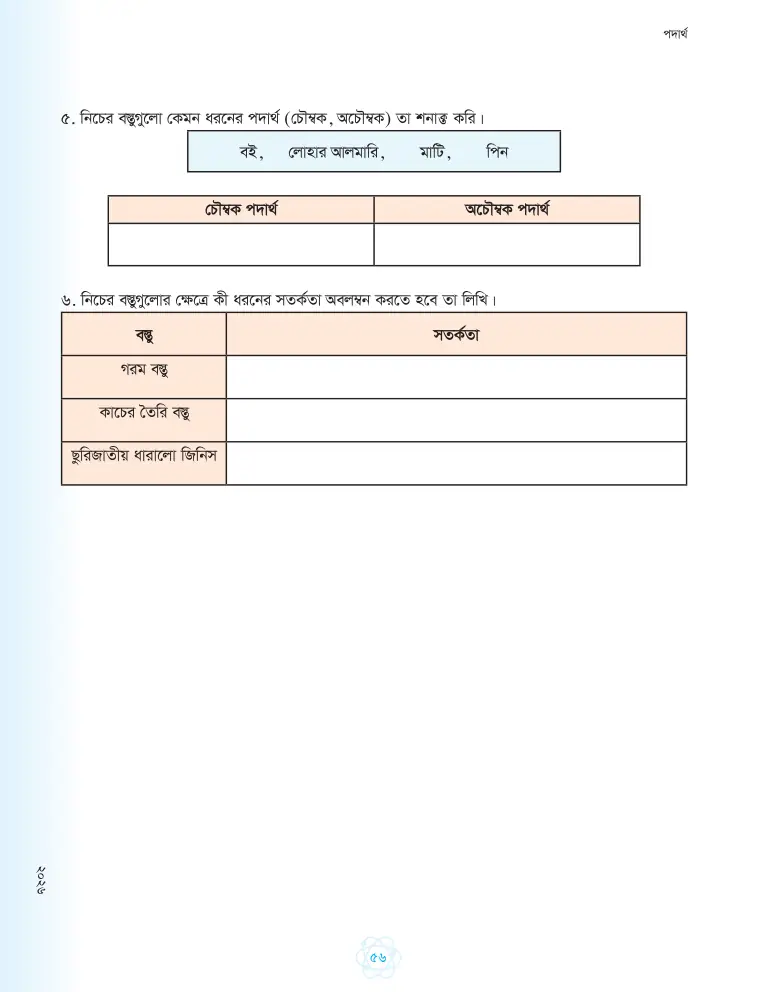 পদার্থ
৫. নিচের বস্তুগুলো কেমন ধরনের পদার্থ (চৌম্বক, অচৌম্বক) তা শনাক্ত করি।
বই, লোহার আলমারি, মাটি, পিন
চৌম্বক পদার্থ অচৌম্বক পদার্থ
৬. নিচের বস্তুগুলোর ক্ষেত্রে কী ধরনের সতর্কতা অবলম্বন করতে হবে তা লিখি।
বস্তু সতর্কতা
গরম বস্তু
কাচের তৈরি বস্তু
ছুরিজাতীয় ধারালো জিনিস
২০২৫
৫৬